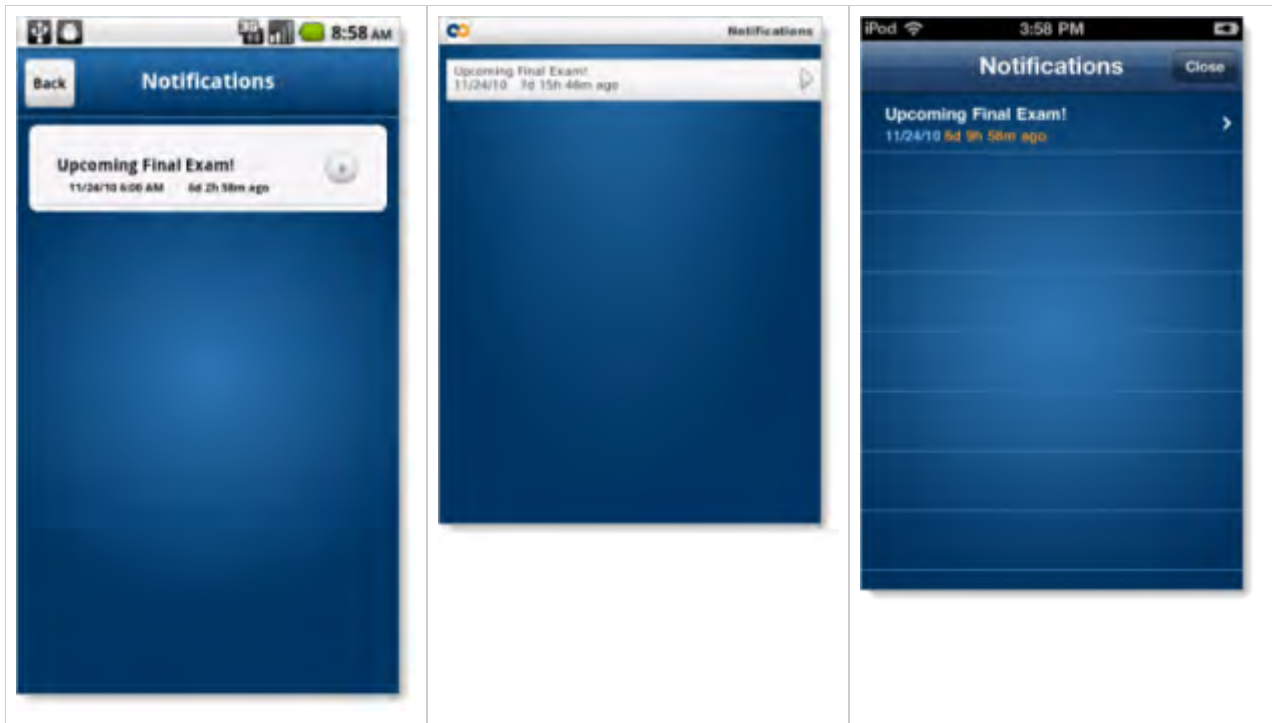 8:58 AM
Back
Notifications
Upcoming Final Exam!
11/24/10 6:00 AM 6d 2h 58m ago
Notifications
Upcoming Final Exam!
11/24/10 7d 15h 46m ago
iPod
3:58 PM
Notifications
Close
Upcoming Final Exam!
11/24/10 6d 9h 58m ago